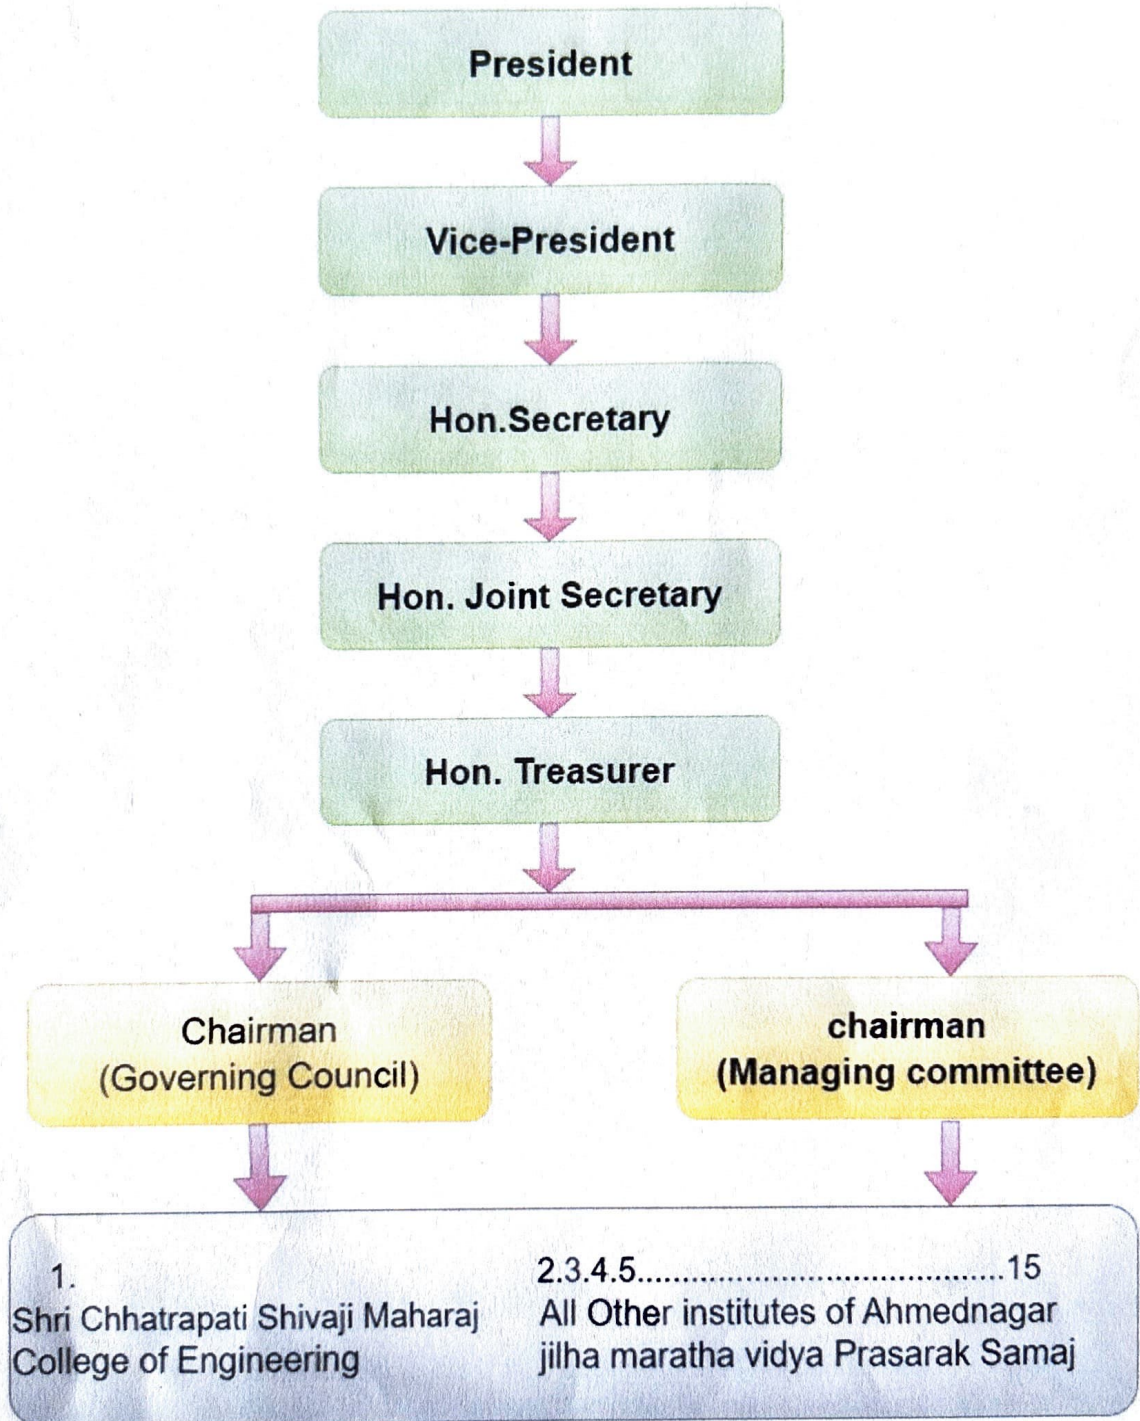 President
Vice-President
Hon.Secretary
Hon. Joint Secretary
Hon. Treasurer
Chairman
(Governing Council)
chairman
(Managing committee)
1.
Shri Chhatrapati Shivaji Maharaj
College of Engineering
2.3.4.5.........................................15
All Other institutes of Ahmednagar
jilha maratha vidya Prasarak Samaj